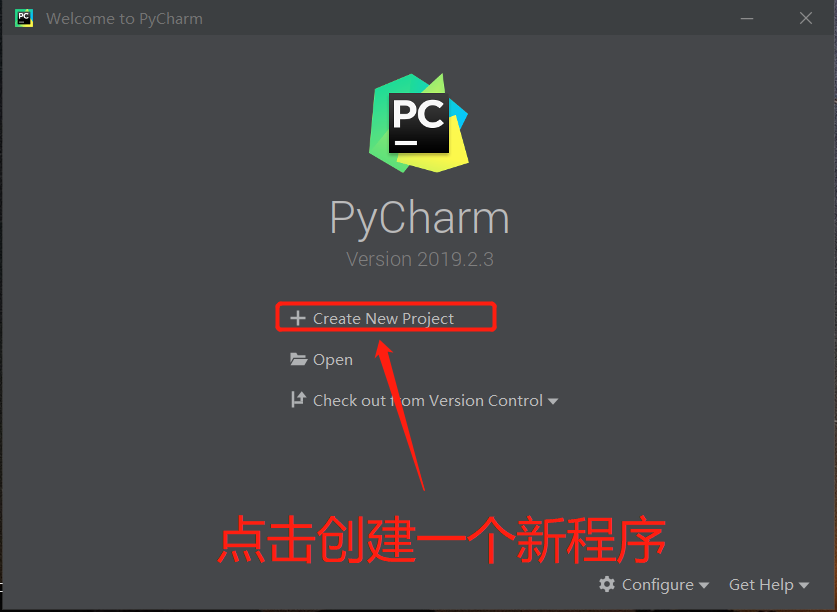 Welcome to PyCharm
PC
PyCharm
Version 2019.2.3
Create New Project
Open
Check out from Version Control
点击创建一个新程序
Configure
Get Help